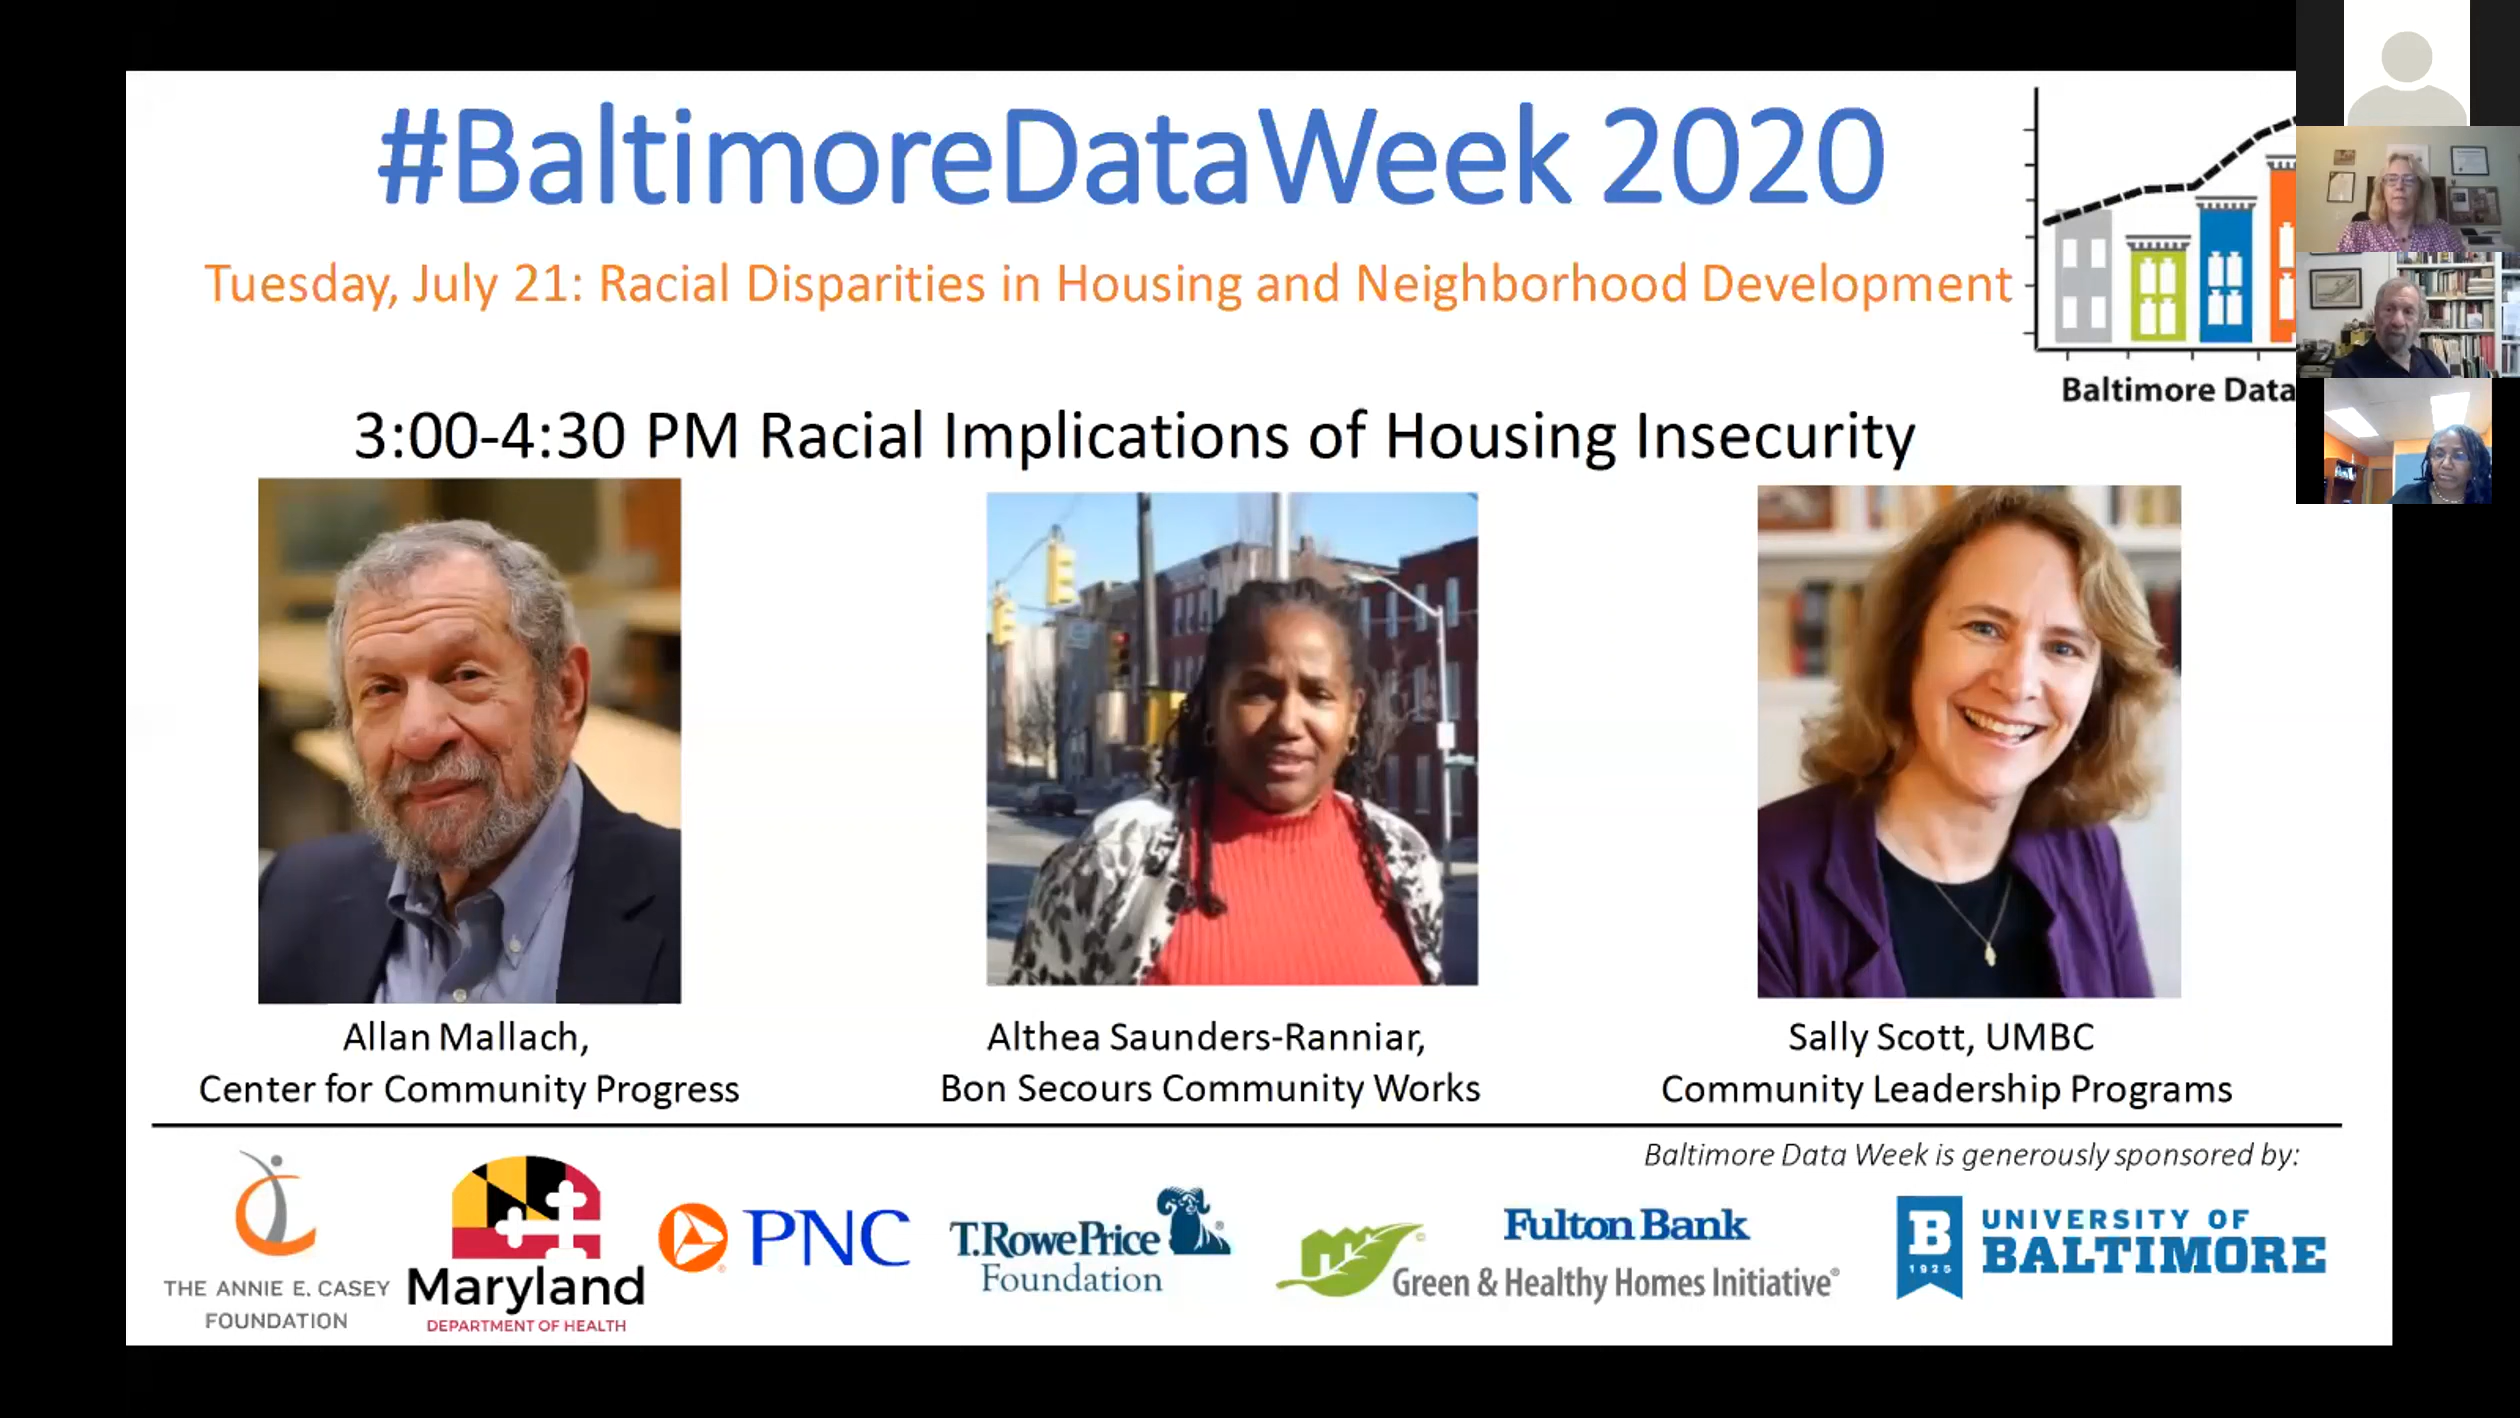 #BaltimoreDataWeek 2020
Tuesday, July 21: Racial Disparities in Housing and Neighborhood Development
Baltimore Data
3:00-4:30 PM Racial Implications of Housing Insecurity
Allan Mallach,
Center for Community Progress
Althea Saunders-Ranniar,
Bon Secours Community Works
Sally Scott, UMBC
Community Leadership Programs
Baltimore Data Week is generously sponsored by:
THE ANNIE E. CASEY
FOUNDATION
Maryland
DEPARTMENT OF HEALTH
PNC
T.RowePrice
Foundation
Fulton Bank
Green & Healthy Homes Initiative®
B
1925
UNIVERSITY OF
BALTIMORE